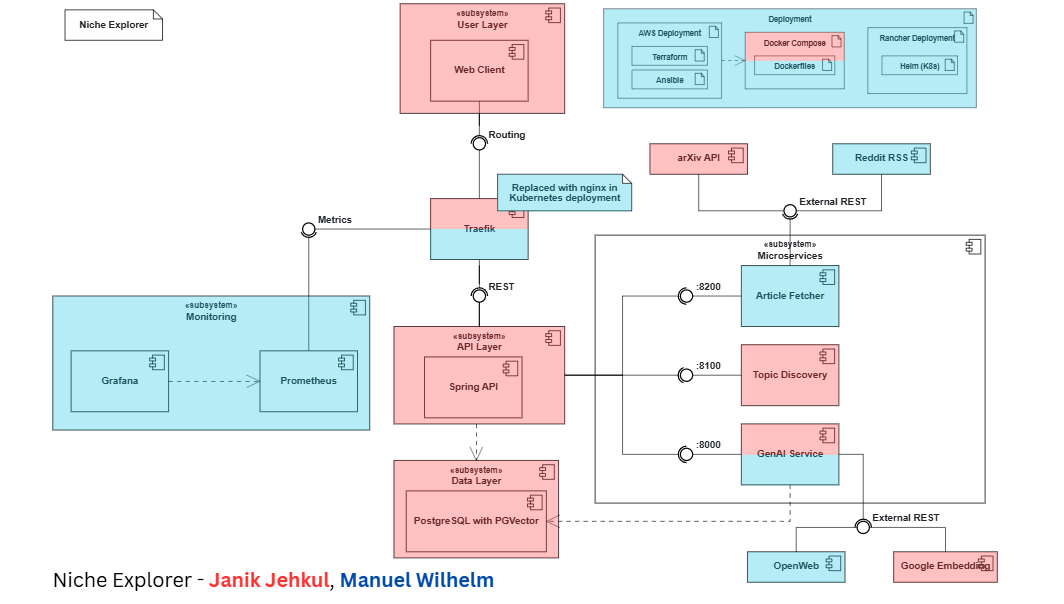 Niche Explorer
«subsystem»
User Layer
Web Client
Routing
Deployment
AWS Deployment
Terraform
Ansible
Docker Compose
Dockerfiles
Rancher Deployment
Helm (K8s)
arXiv API
Reddit RSS
External REST
Replaced with nginx in
Kubernetes deployment
Traefik
Metrics
REST
«subsystem»
Monitoring
Grafana
Prometheus
«subsystem»
API Layer
Spring API
«subsystem»
Microservices
:8200
Article Fetcher
:8100
Topic Discovery
:8000
GenAI Service
«subsystem»
Data Layer
PostgreSQL with PGVector
External REST
OpenWeb
Google Embedding
Niche Explorer - Janik Jehkul, Manuel Wilhelm